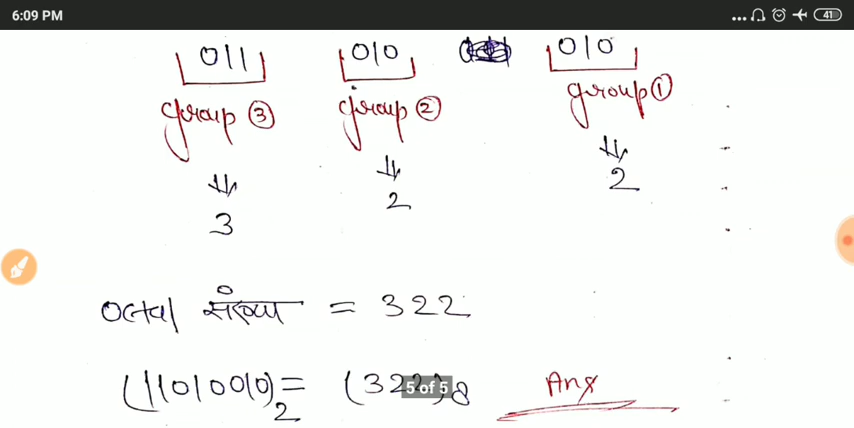 6:09 PM ... 41
011 010 010
group ③ group ② group ①
3 2 2
octal संख्या = 322
(11010010)₂ = (322)₈ Ans
5 of 5